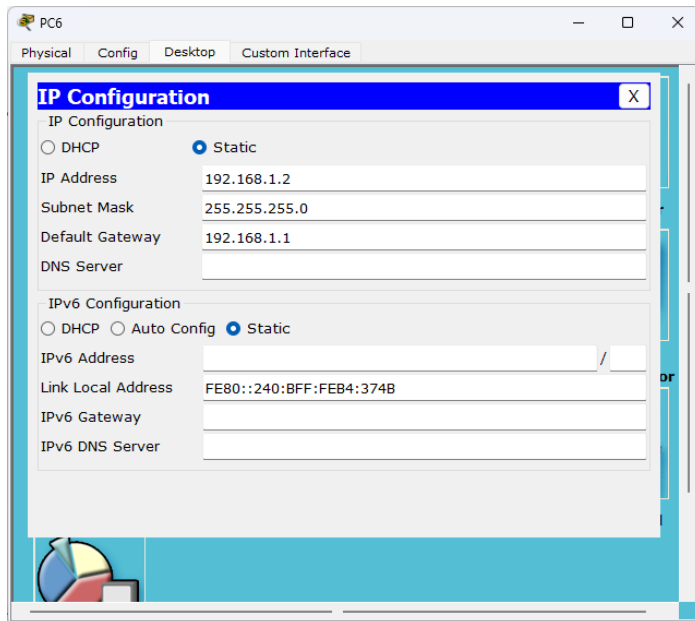 PC6
Physical Config Desktop Custom Interface
IP Configuration X
IP Configuration
DHCP Static
IP Address 192.168.1.2
Subnet Mask 255.255.255.0
Default Gateway 192.168.1.1
DNS Server
IPv6 Configuration
DHCP Auto Config Static
IPv6 Address /
Link Local Address FE80::240:BFF:FEB4:374B
or
IPv6 Gateway
IPv6 DNS Server